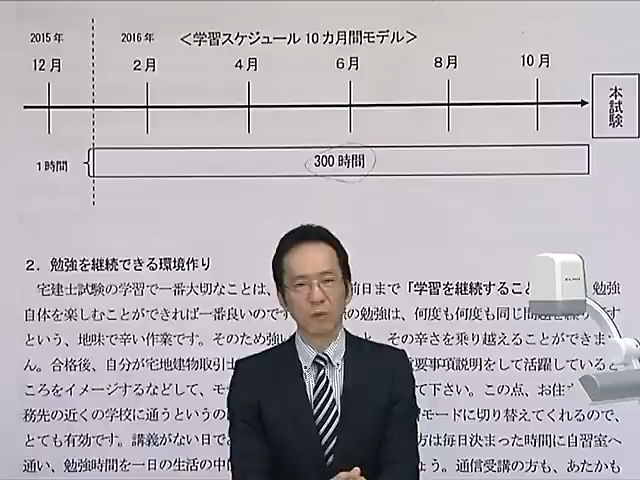 2015年 2016年 <学習スケジュール 10カ月間モデル>
12月 2月 4月 6月 8月 10月
本試験
1時間 300時間
2．勉強を継続できる環境作り
宅建士試験の学習で一番大切なことは、 前日まで「学習を継続するこ 勉強
自体を楽しむことができれば一番良いので の勉強は、何度も何度も同じ
という、地味で辛い作業です。そのため強 と、その辛さを乗り越えることができま
ん。合格後、自分が宅地建物取引士 重要事項説明をして活躍していると
ころをイメージするなどして、モ て下さい。この点、お住
務先の近くの学校に通うというの 習モードに切り替えてくれるので、
とても有効です。講義がない日で 方は毎日決まった時間に自習室へ
通い、勉強時間を一日の生活の中 ょう。通信受講の方も、あたかも
ELMO